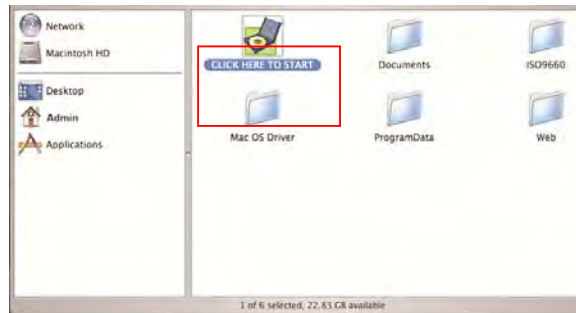 Network
Macintosh HD
Desktop
Admin
Applications
CLICK HERE TO START
Documents
ISO9660
Mac OS Driver
ProgramData
Web
1 of 6 selected, 22.83 GB available